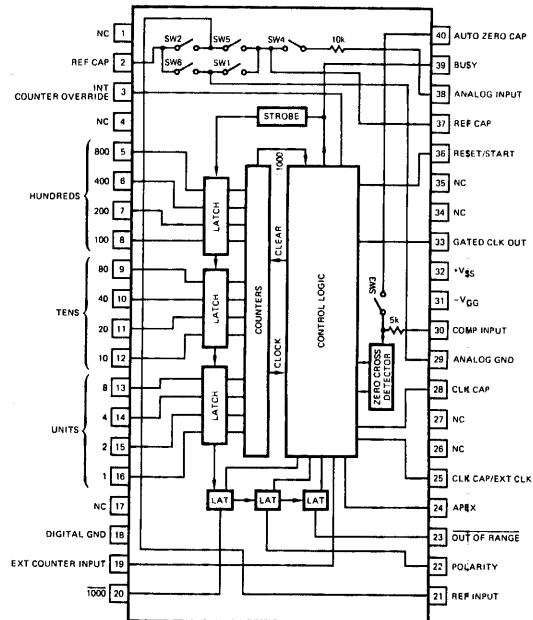 NC 1
REF CAP 2
INT
COUNTER OVERRIDE 3
NC 4
800 5
400 6
HUNDREDS
200 7
100 8
80 9
40 10
TENS
20 11
10 12
8 13
4 14
UNITS
2 15
1 16
NC 17
DIGITAL GND 18
EXT COUNTER INPUT 19
1000 20
SW2
SW5
SW4
10k
SW6
SW1
STROBE
1000
LATCH
LATCH
LATCH
COUNTERS
CLEAR
CLOCK
CONTROL LOGIC
SW3
5k
ZERO CROSS
DETECTOR
LAT
LAT
LAT
40 AUTO ZERO CAP
39 BUSY
38 ANALOG INPUT
37 REF CAP
36 RESET/START
35 NC
34 NC
33 GATED CLK OUT
32 +VSS
31 -VGG
30 COMP INPUT
29 ANALOG GND
28 CLK CAP
27 NC
26 NC
25 CLK CAP/EXT CLK
24 APEX
23 OUT OF RANGE
22 POLARITY
21 REF INPUT